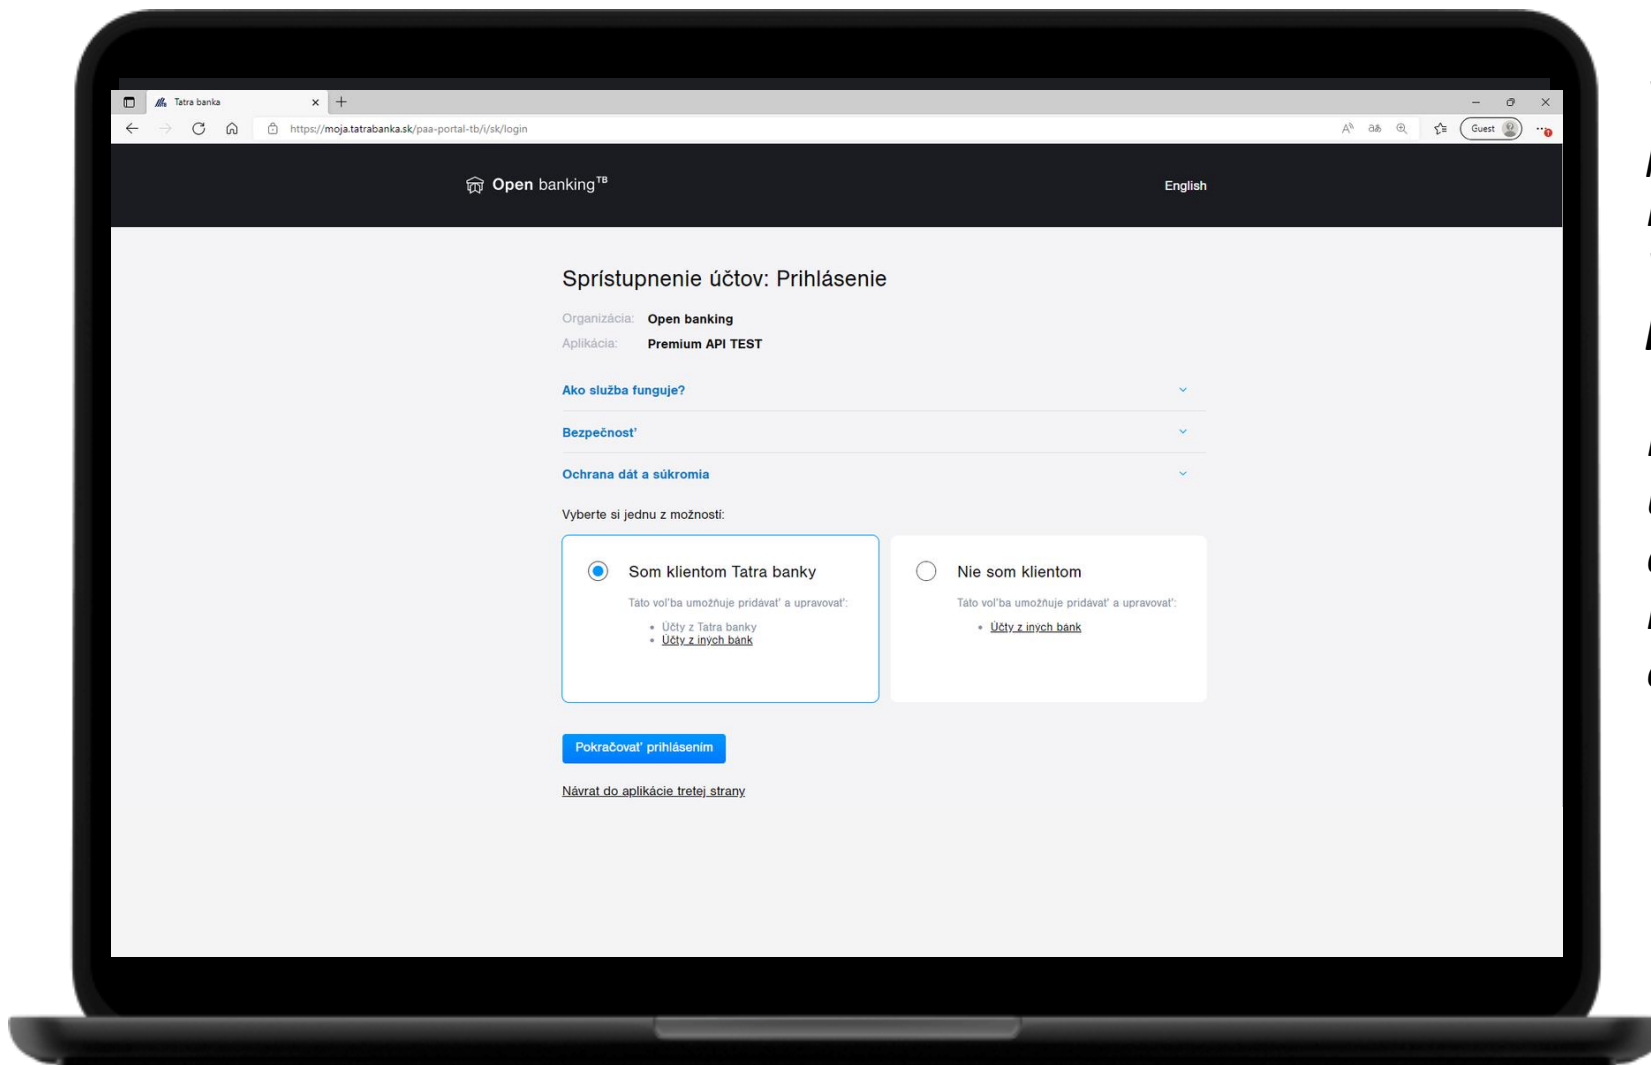 Tatra banka
https://moja.tatrabanka.sk/paa-portal-tb/i/sk/login
Guest
Open bankingTB
English
Sprístupnenie účtov: Prihlásenie
Organizácia: Open banking
Aplikácia: Premium API TEST
Ako služba funguje?
Bezpečnosť
Ochrana dát a súkromia
Vyberte si jednu z možností:
Som klientom Tatra banky
Táto voľba umožňuje pridávať a upravovať:
• Účty z Tatra banky
• Účty z iných bánk
Nie som klientom
Táto voľba umožňuje pridávať a upravovať:
• Účty z iných bánk
Pokračovať prihlásením
Návrat do aplikácie tretej strany